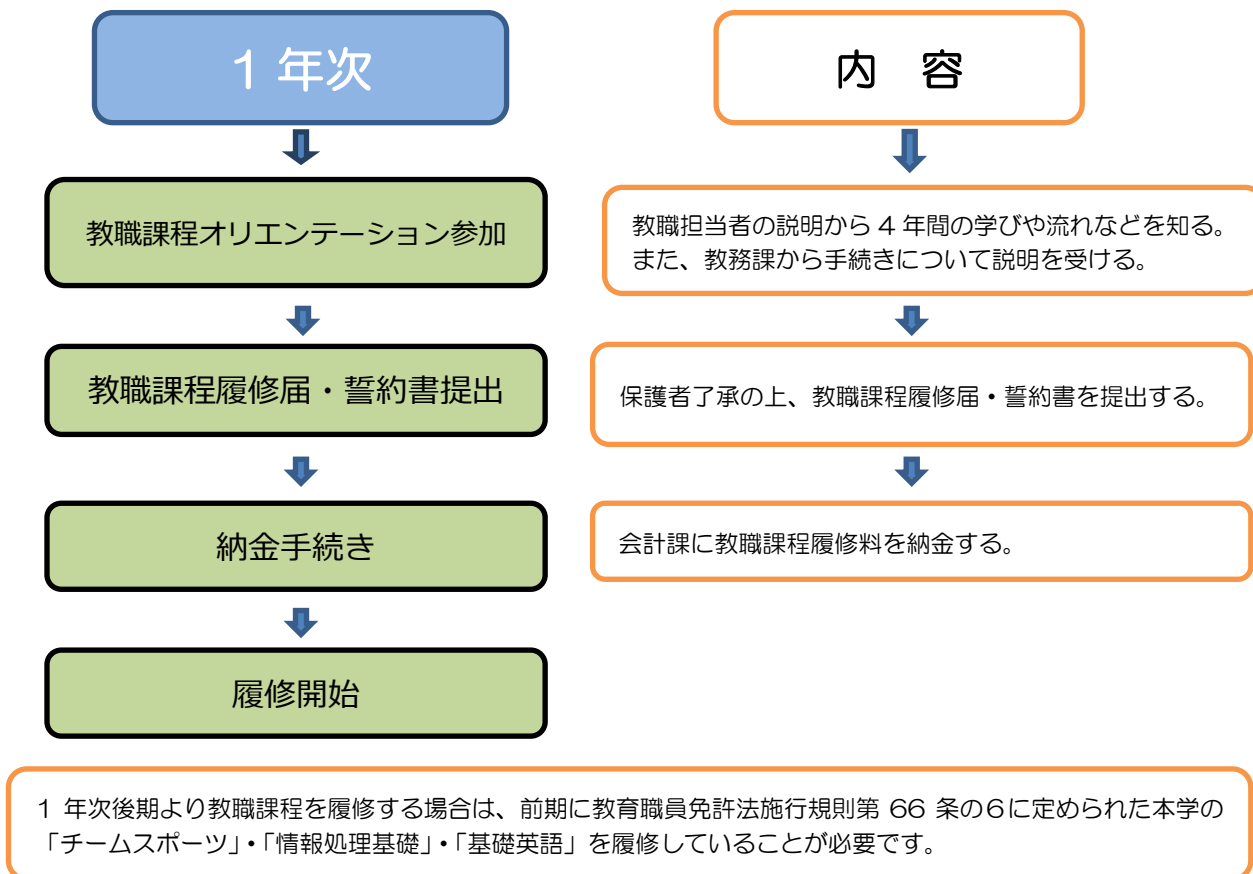 1年次
内 容
教職課程オリエンテーション参加
教職担当者の説明から 4 年間の学びや流れなどを知る。
また、教務課から手続きについて説明を受ける。
教職課程履修届・誓約書提出
保護者了承の上、教職課程履修届・誓約書を提出する。
納金手続き
会計課に教職課程履修料を納金する。
履修開始
1 年次後期より教職課程を履修する場合は、前期に教育職員免許法施行規則第 66 条の6に定められた本学の
「チームスポーツ」・「情報処理基礎」・「基礎英語」を履修していることが必要です。